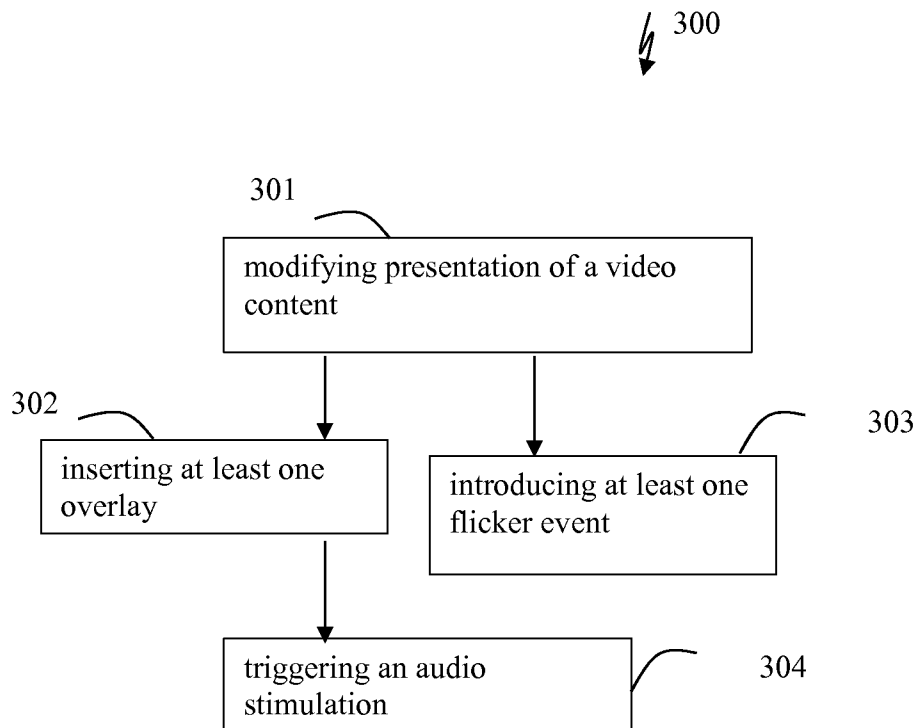 300
301
modifying presentation of a video
content
302
303
inserting at least one
overlay
introducing at least one
flicker event
triggering an audio
stimulation
304